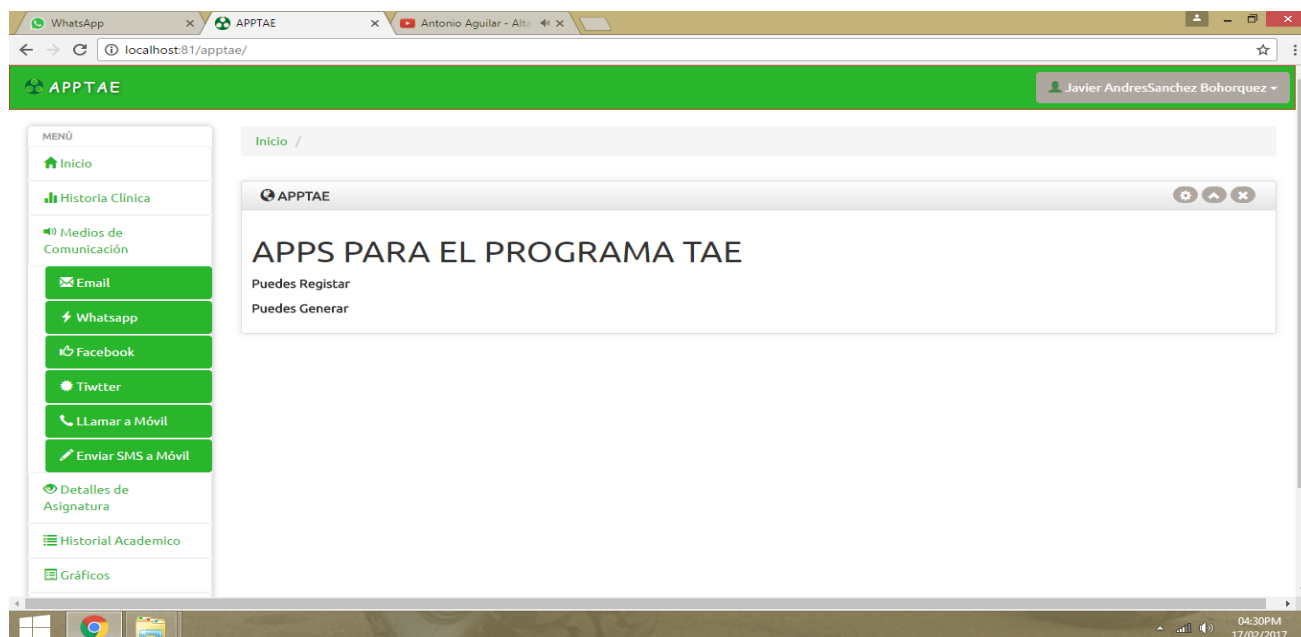 WhatsApp
APPTAE
Antonio Aguilar - Alta
localhost:81/apptae/
APPTAE
Javier AndresSanchez Bohorquez
MENÚ
Inicio
Historia Clínica
Medios de
Comunicación
Email
Whatsapp
Facebook
Tiwtter
LLamar a Móvil
Enviar SMS a Móvil
Detalles de
Asignatura
Historial Academico
Gráficos
Inicio /
APPTAE
APPS PARA EL PROGRAMA TAE
Puedes Registar
Puedes Generar
04:30PM
17/02/2017